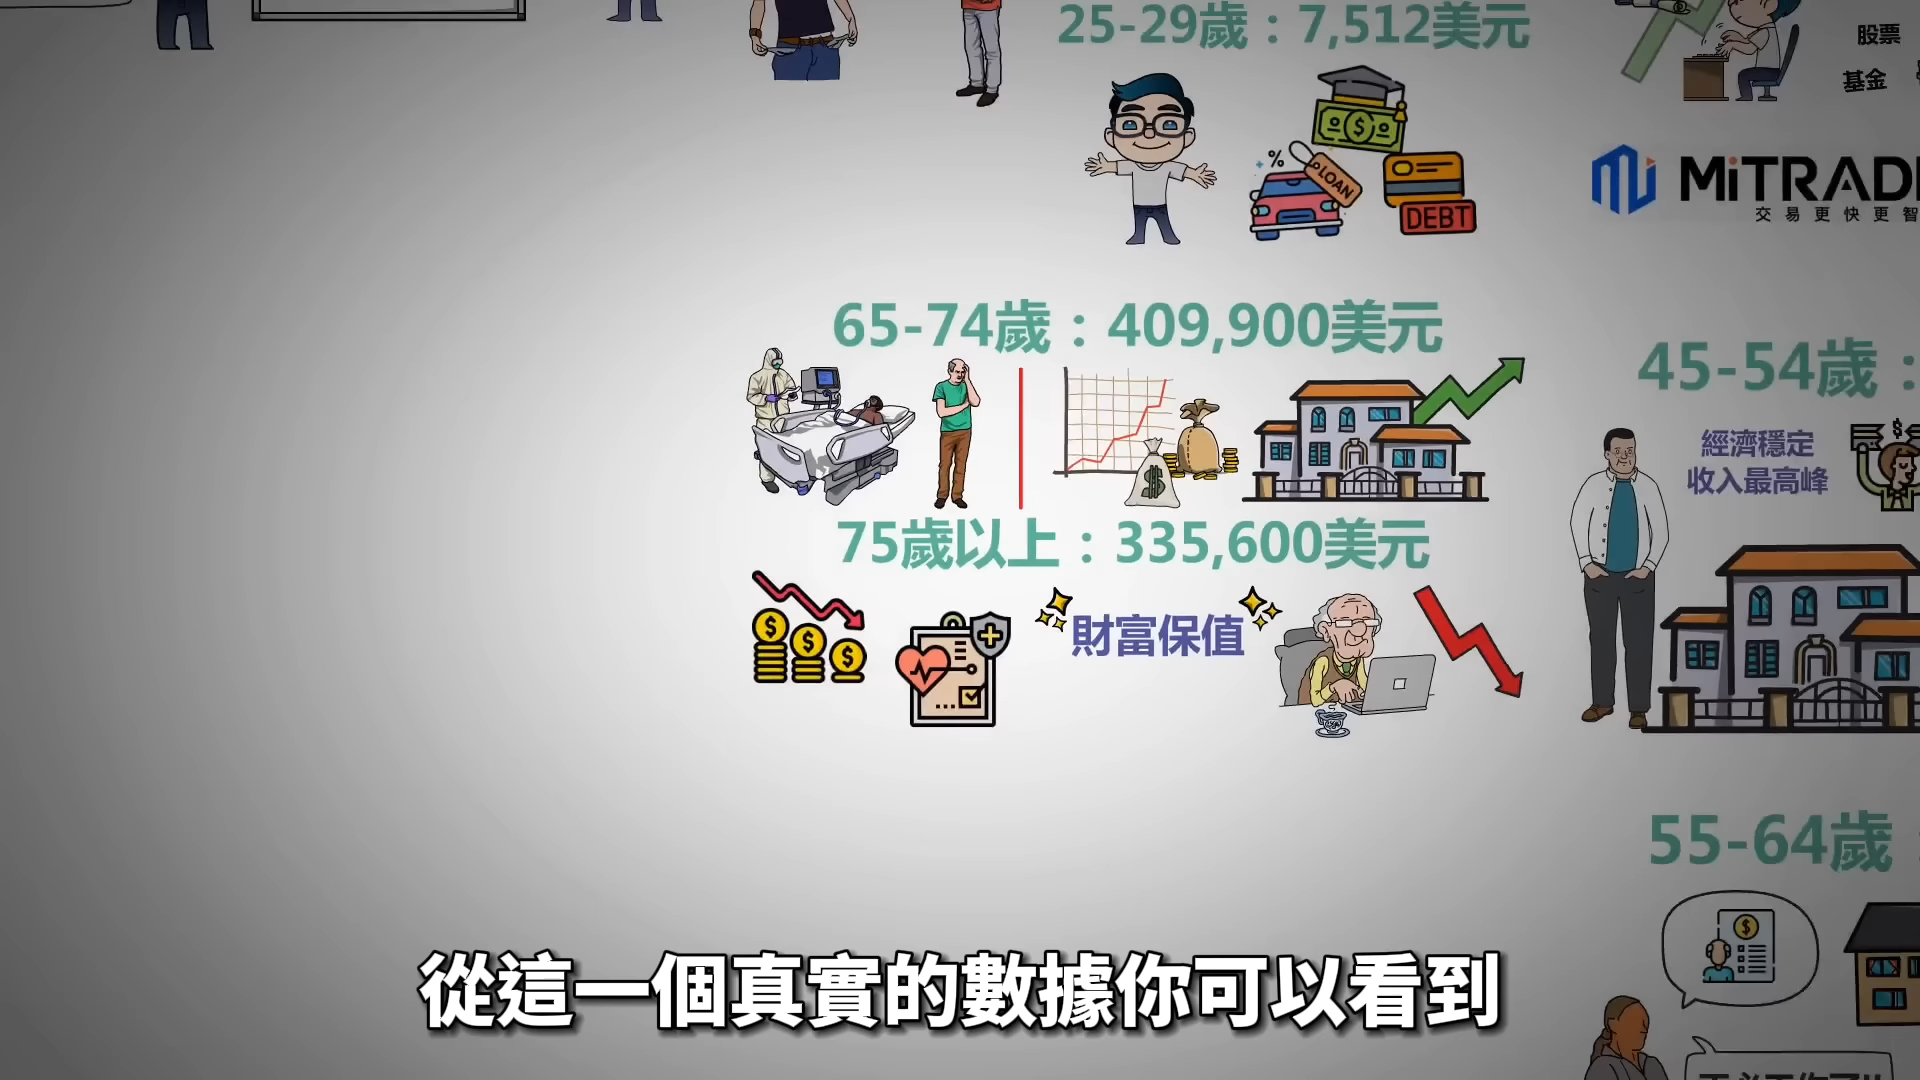 25-29歲：7,512美元
股票
基金
%
LOAN
DEBT
MiTRADE
交易更快更智
65-74歲：409,900美元
45-54歲：
經濟穩定
收入最高峰
75歲以上：335,600美元
財富保值
55-64歲
從這一個真實的數據你可以看到